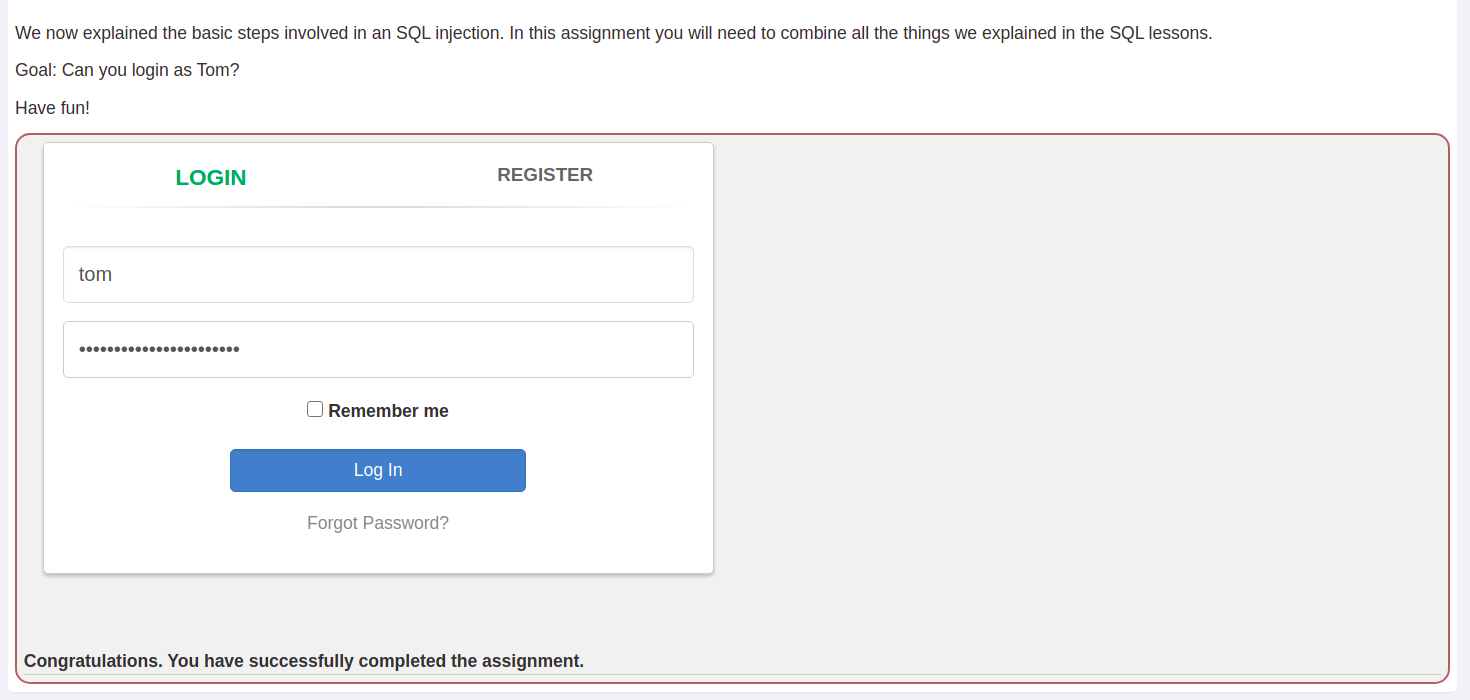 We now explained the basic steps involved in an SQL injection. In this assignment you will need to combine all the things we explained in the SQL lessons.
Goal: Can you login as Tom?
Have fun!
LOGIN REGISTER
tom
•••••••••••••••••••••••
Remember me
Log In
Forgot Password?
Congratulations. You have successfully completed the assignment.